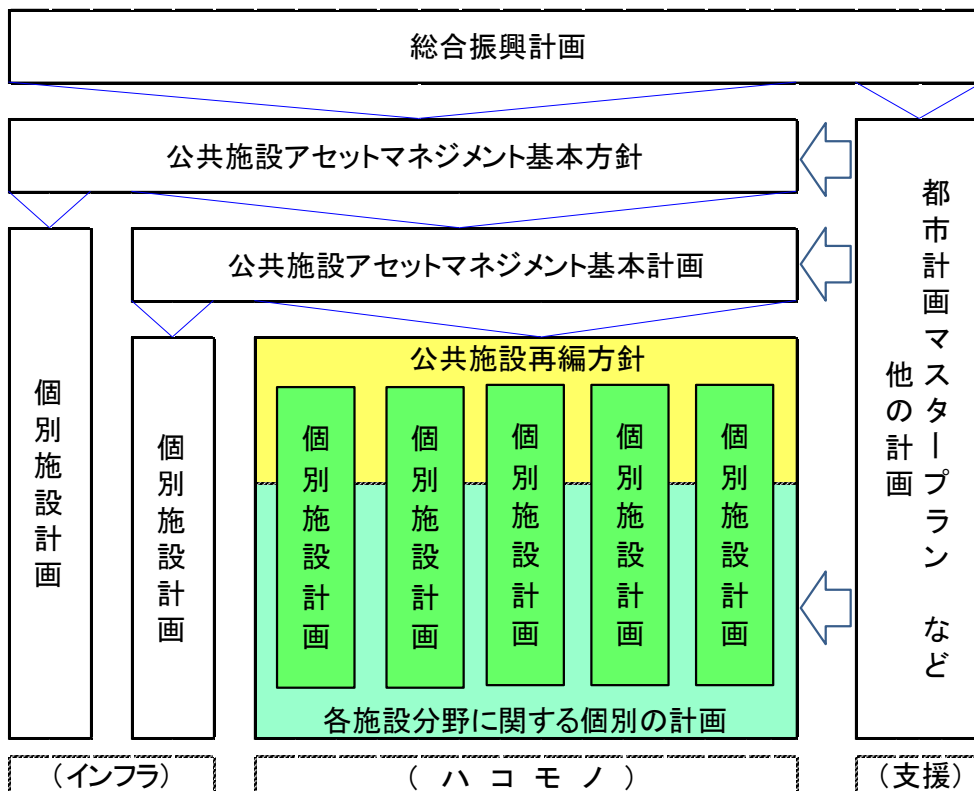 総合振興計画
公共施設アセットマネジメント基本方針
公共施設アセットマネジメント基本計画
個別施設計画
個別施設計画
公共施設再編方針
個別施設計画
個別施設計画
個別施設計画
個別施設計画
個別施設計画
各施設分野に関する個別の計画
都市計画マスタープラン など
他の計画
（インフラ）
（ハコモノ）
（支援）